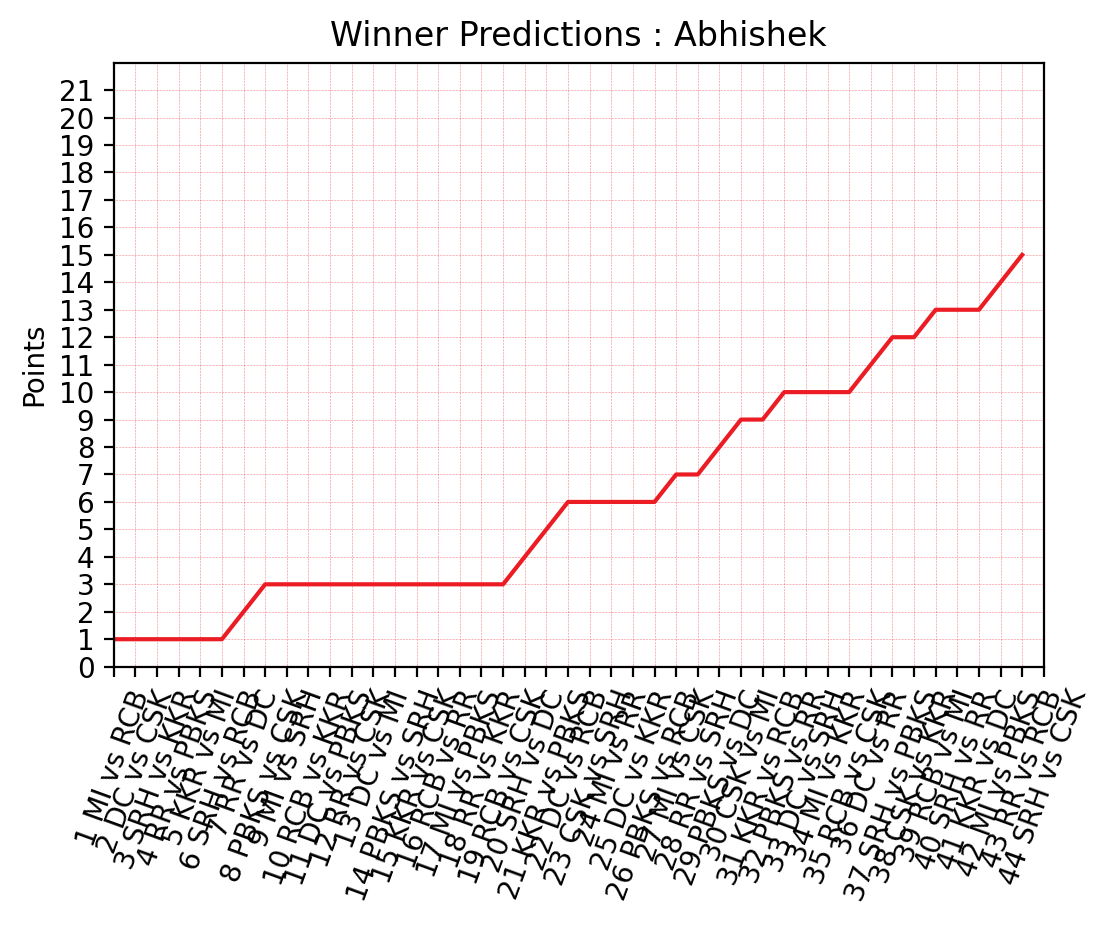 Winner Predictions : Abhishek
21
20
19
18
17
16
15
14
13
12
11
10
9
8
7
6
5
4
3
2
1
0
Points
1 MI vs RCB
2 DC vs CSK
3 SRH vs KKR
4 RR vs PBKS
5 KKR vs MI
6 SRH vs RCB
7 RR vs DC
8 PBKS vs CSK
9 MI vs SRH
10 RCB vs KKR
11 DC vs PBKS
12 RR vs CSK
13 DC vs MI
14 PBKS vs SRH
15 KKR vs CSK
16 RCB vs RR
17 MI vs PBKS
18 RR vs KKR
19 RCB vs CSK
20 SRH vs DC
21 KKR vs PBKS
22 DC vs RCB
23 CSK vs SRH
24 MI vs RR
25 DC vs KKR
26 PBKS vs RCB
27 MI vs CSK
28 RR vs SRH
29 PBKS vs DC
30 CSK vs MI
31 KKR vs RCB
32 PBKS vs RR
33 DC vs SRH
34 MI vs KKR
35 RCB vs CSK
36 DC vs RR
37 SRH vs PBKS
38 CSK vs KKR
39 RCB vs MI
40 SRH vs RR
41 KKR vs DC
42 MI vs PBKS
43 RR vs RCB
44 SRH vs CSK